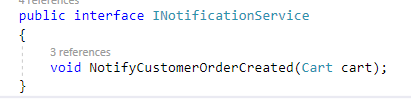 4 references
public interface INotificationService
{
3 references
void NotifyCustomerOrderCreated(Cart cart);
}